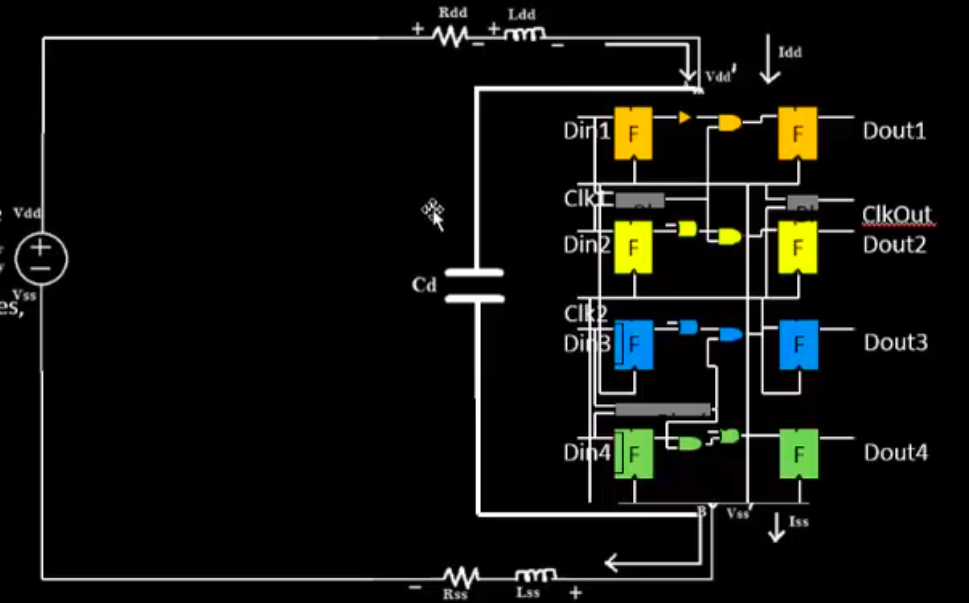 Rdd
Ldd
+
+
−
−
Vdd'
Idd
Din1
F
F
Dout1
Clk1
ClkOut
Vdd
Din2
F
F
Dout2
+
−
Cd
Vss
es,
Clk2
Din3
F
F
Dout3
Din4
F
F
Dout4
B
Vss'
Iss
−
Rss
Lss
+